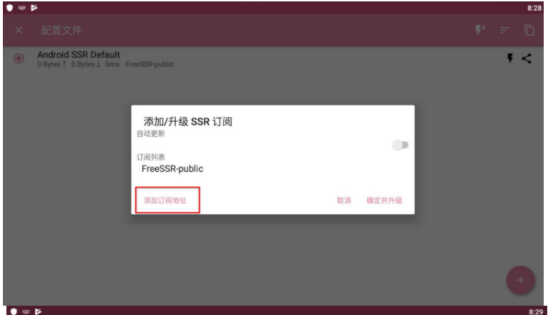 8:28
配置文件
Android SSR Default
0 Bytes↑ 0 Bytes↓ 0ms FreeSSR-public
添加/升级 SSR 订阅
自动更新
订阅列表
FreeSSR-public
添加订阅地址 取消 确定并升级
8:29